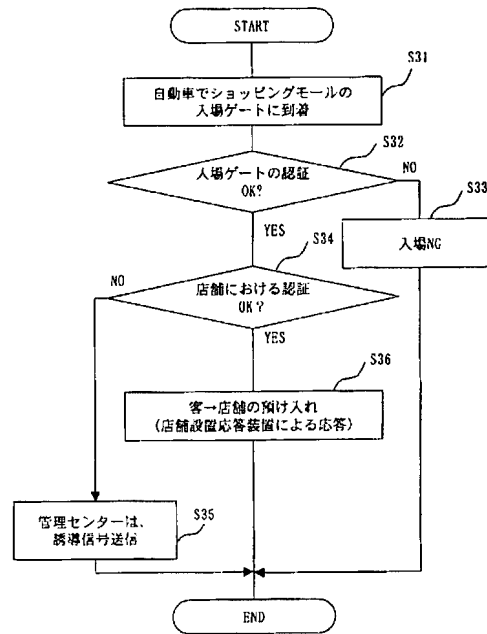 START
S31
自動車でショッピングモールの
入場ゲートに到着
S32
入場ゲートの認証
OK?
NO
S33
入場NG
YES
S34
NO
店舗における認証
OK？
YES
S36
客→店舗の預け入れ
(店舗設置応答装置による応答)
管理センターは、
誘導信号送信
S35
END